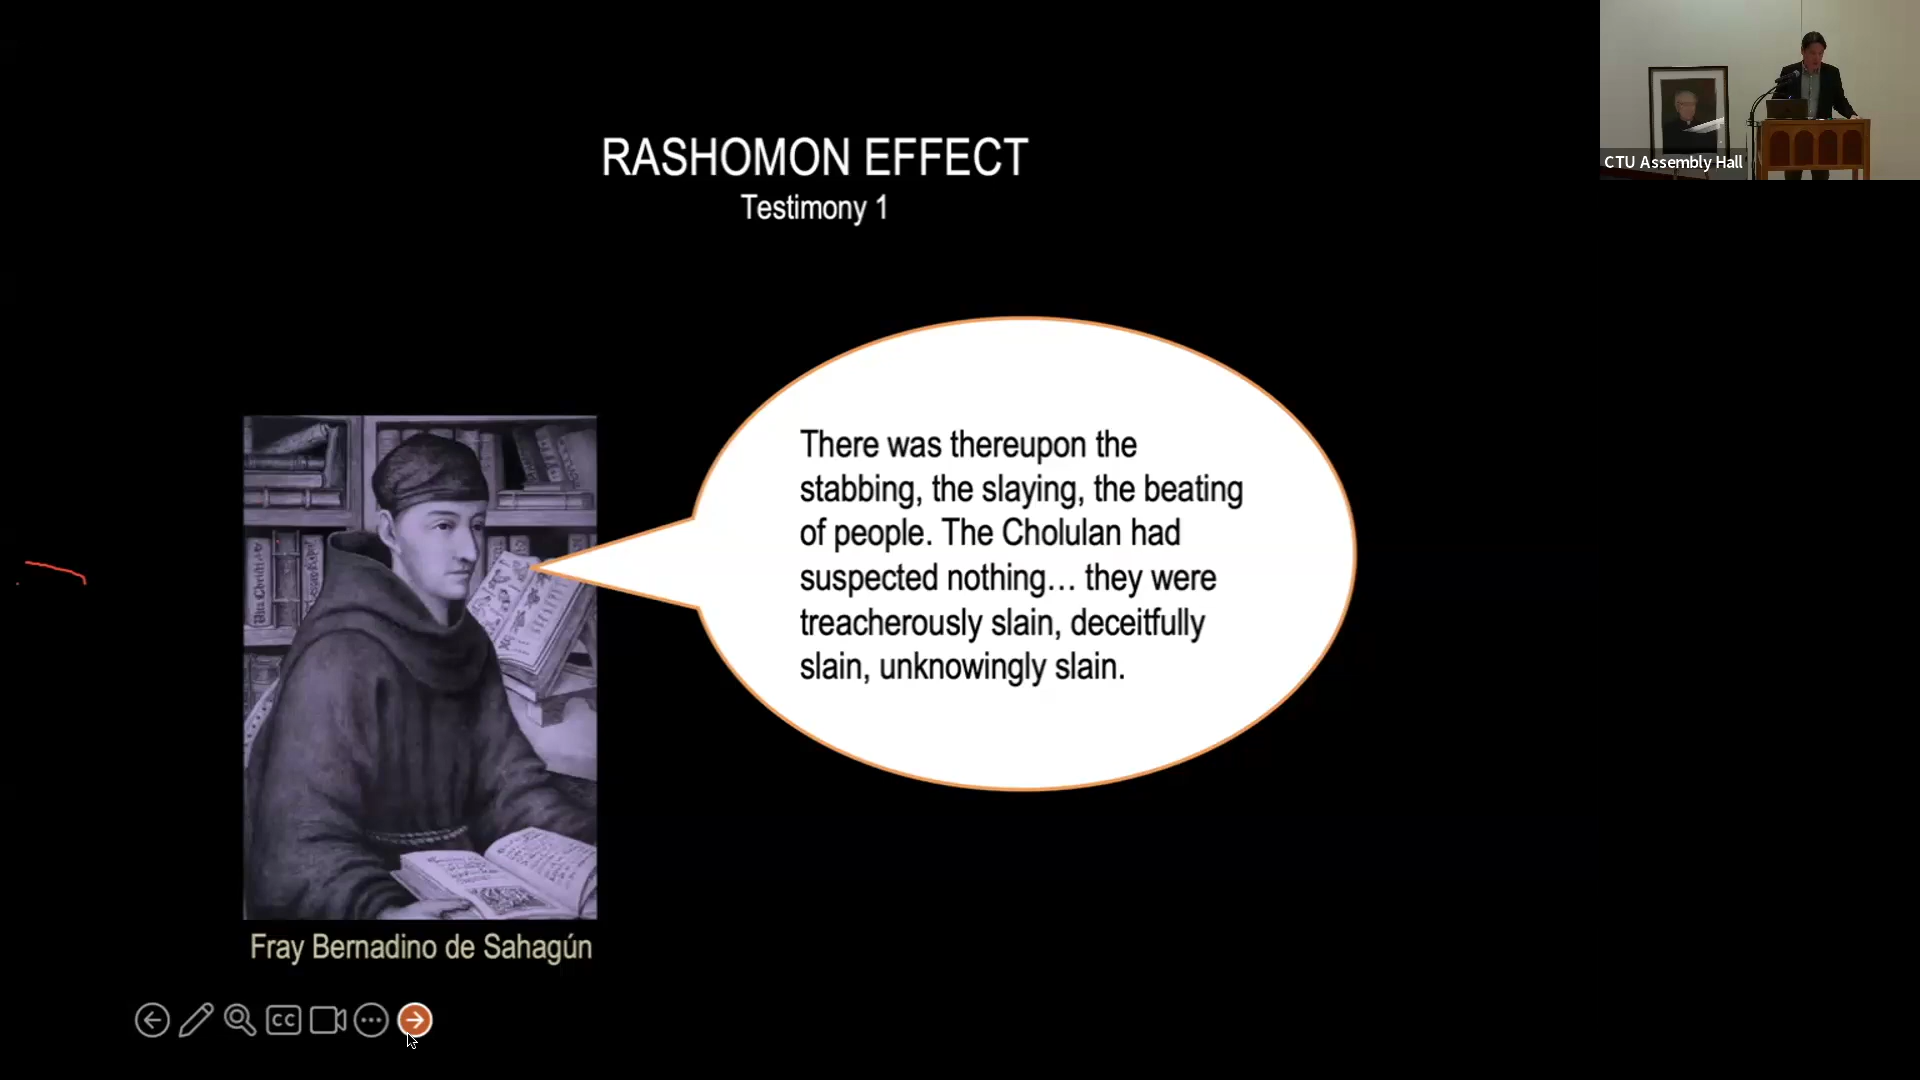 RASHOMON EFFECT
Testimony 1
CTU Assembly Hall
There was thereupon the
stabbing, the slaying, the beating
of people. The Cholulan had
suspected nothing... they were
treacherously slain, deceitfully
slain, unknowingly slain.
Fray Bernadino de Sahagún
CC